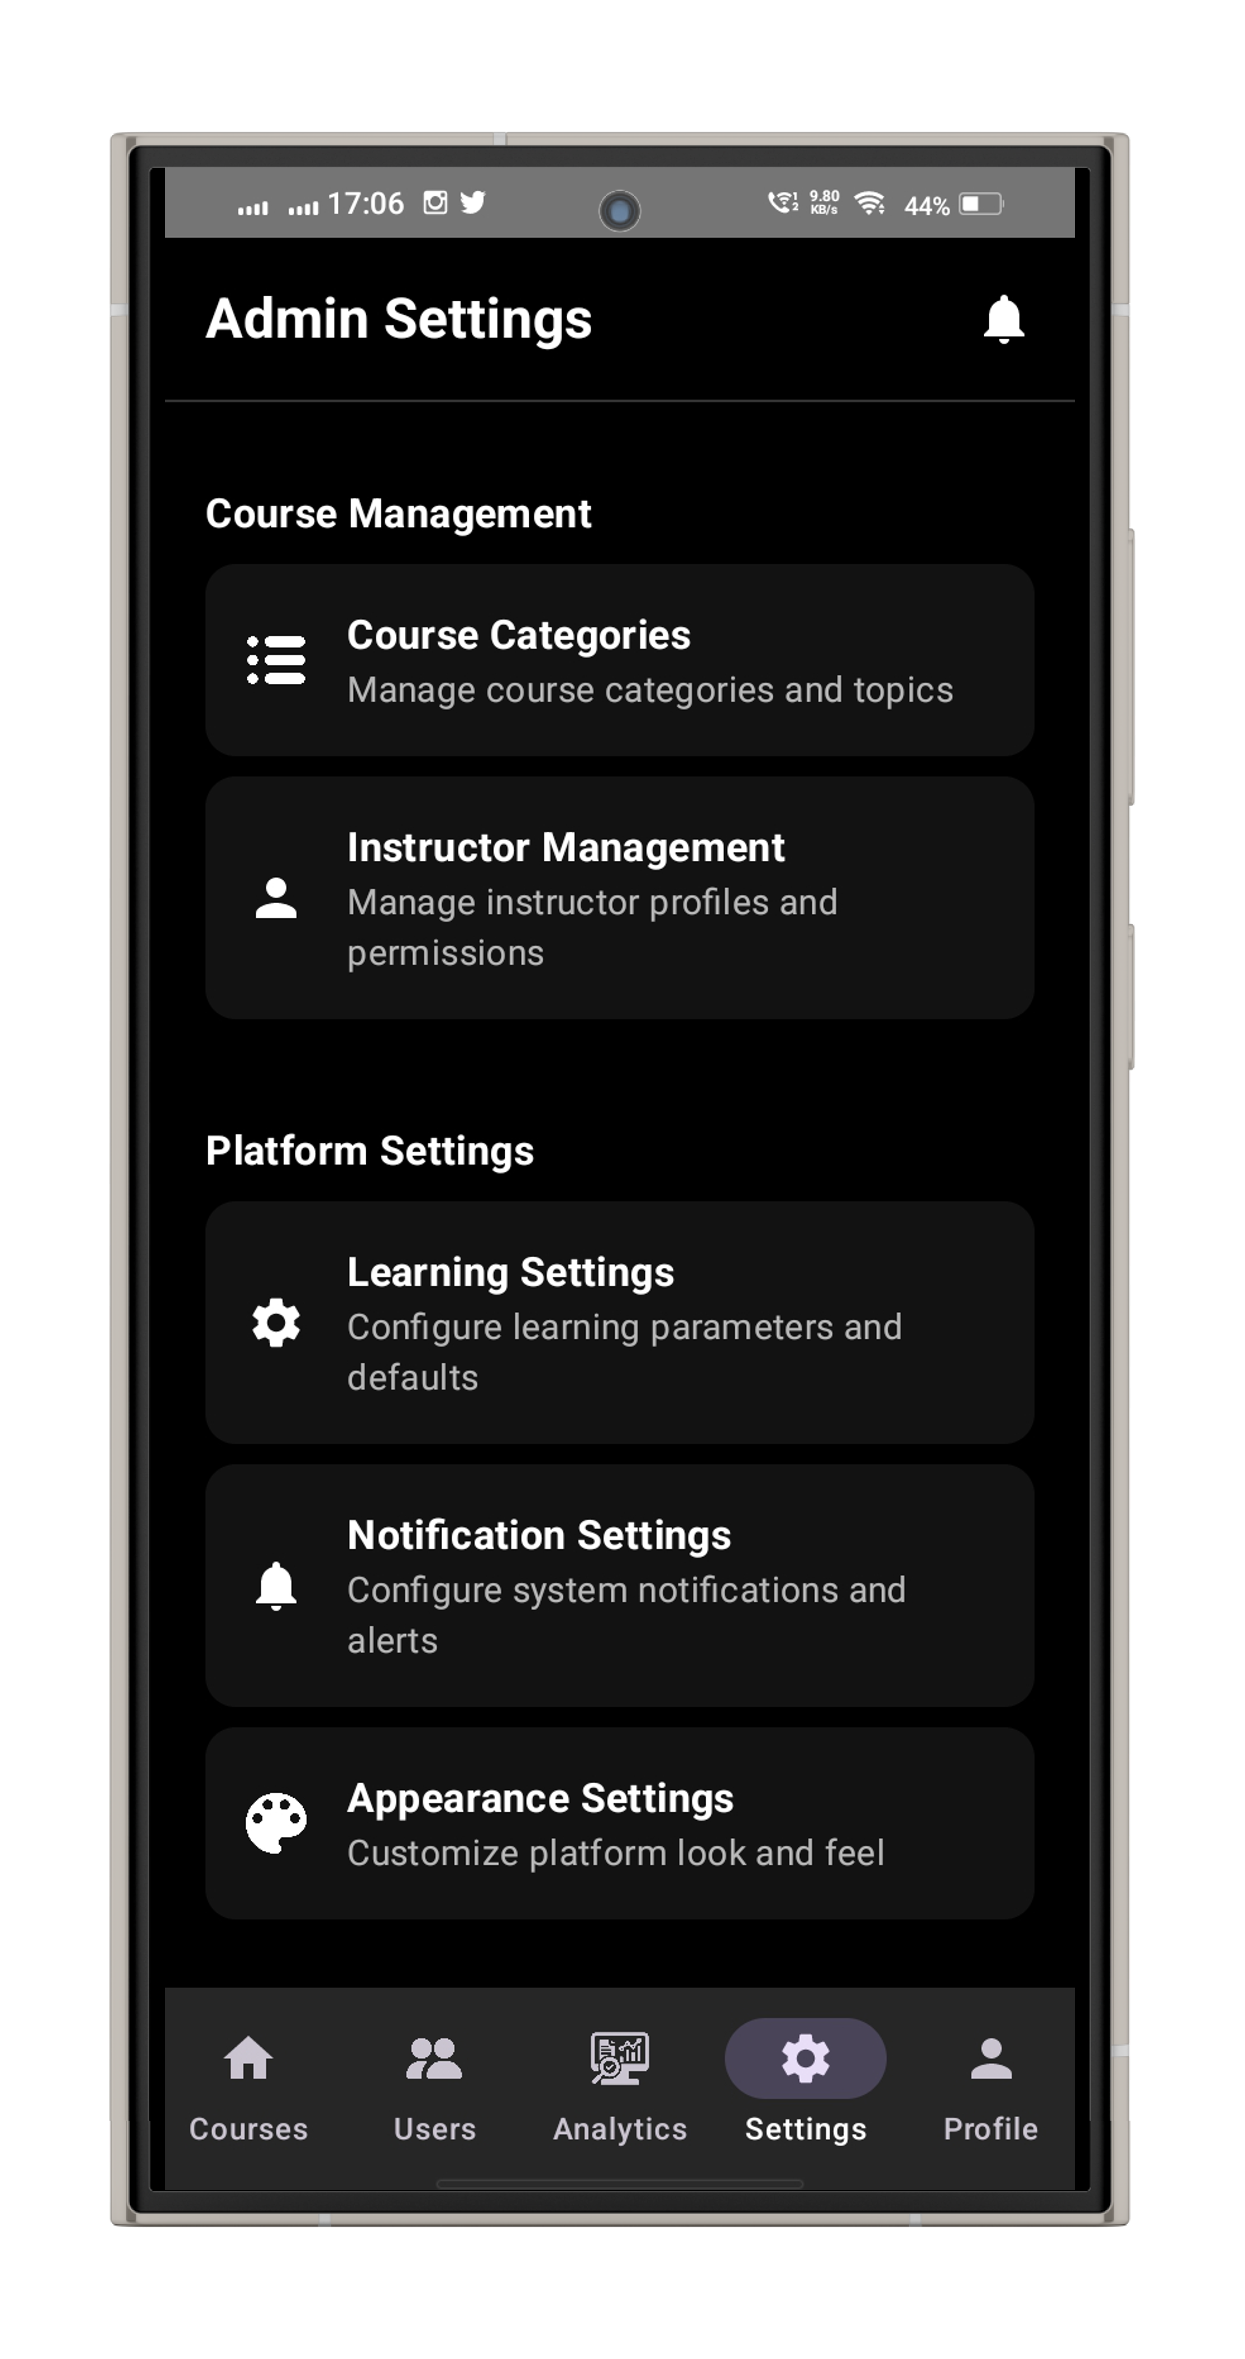 17:06
9.80
KB/s
44%
Admin Settings
Course Management
Course Categories
Manage course categories and topics
Instructor Management
Manage instructor profiles and
permissions
Platform Settings
Learning Settings
Configure learning parameters and
defaults
Notification Settings
Configure system notifications and
alerts
Appearance Settings
Customize platform look and feel
Courses Users Analytics Settings Profile